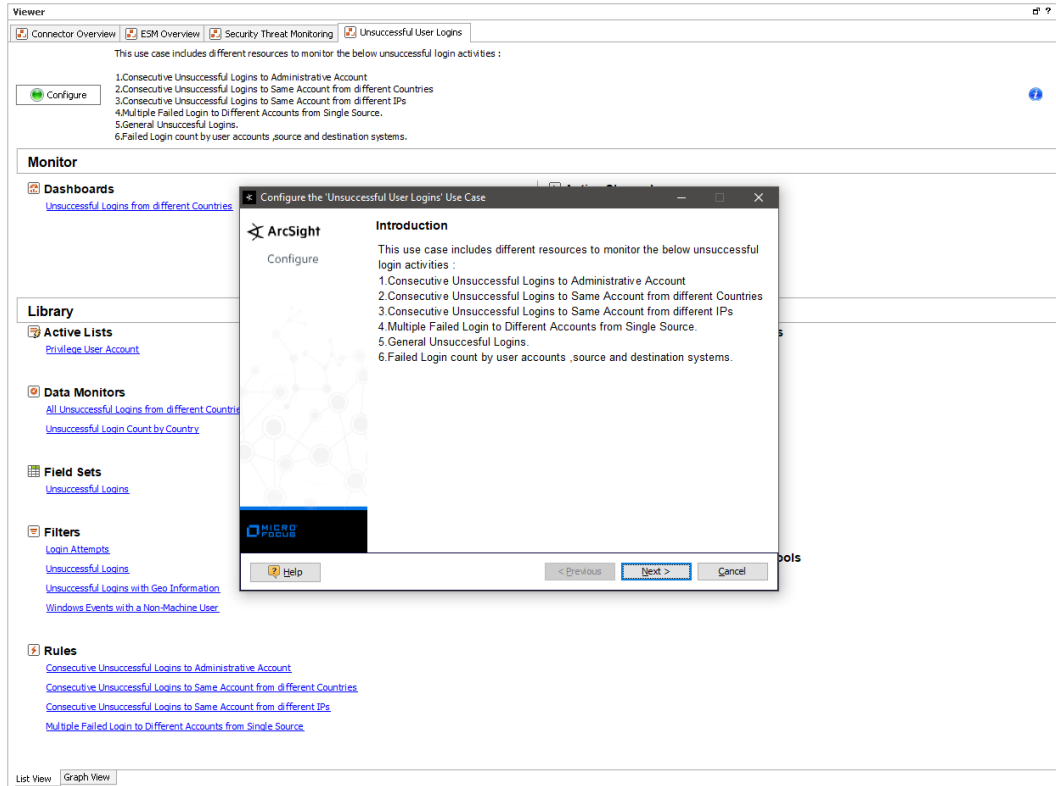 Viewer
?
Connector Overview
ESM Overview
Security Threat Monitoring
Unsuccessful User Logins
This use case includes different resources to monitor the below unsuccessful login activities :
Configure
1.Consecutive Unsuccessful Logins to Administrative Account
2.Consecutive Unsuccessful Logins to Same Account from different Countries
3.Consecutive Unsuccessful Logins to Same Account from different IPs
4.Multiple Failed Login to Different Accounts from Single Source.
5.General Unsuccesful Logins.
6.Failed Login count by user accounts ,source and destination systems.
Monitor
Dashboards
Unsuccessful Logins from different Countries
Library
Active Lists
Privilege User Account
Data Monitors
All Unsuccessful Logins from different Countrie
Unsuccessful Login Count by Country
Field Sets
Unsuccessful Logins
Filters
Login Attempts
Unsuccessful Logins
Unsuccessful Logins with Geo Information
Windows Events with a Non-Machine User
Rules
Consecutive Unsuccessful Logins to Administrative Account
Consecutive Unsuccessful Logins to Same Account from different Countries
Consecutive Unsuccessful Logins to Same Account from different IPs
Multiple Failed Login to Different Accounts from Single Source
List View
Graph View
Configure the 'Unsuccessful User Logins' Use Case
ArcSight
Configure
Introduction
This use case includes different resources to monitor the below unsuccessful
login activities :
1.Consecutive Unsuccessful Logins to Administrative Account
2.Consecutive Unsuccessful Logins to Same Account from different Countries
3.Consecutive Unsuccessful Logins to Same Account from different IPs
4.Multiple Failed Login to Different Accounts from Single Source.
5.General Unsuccesful Logins.
6.Failed Login count by user accounts ,source and destination systems.
MICRO
FOCUS
Help
< Previous
Next >
Cancel
s
ools